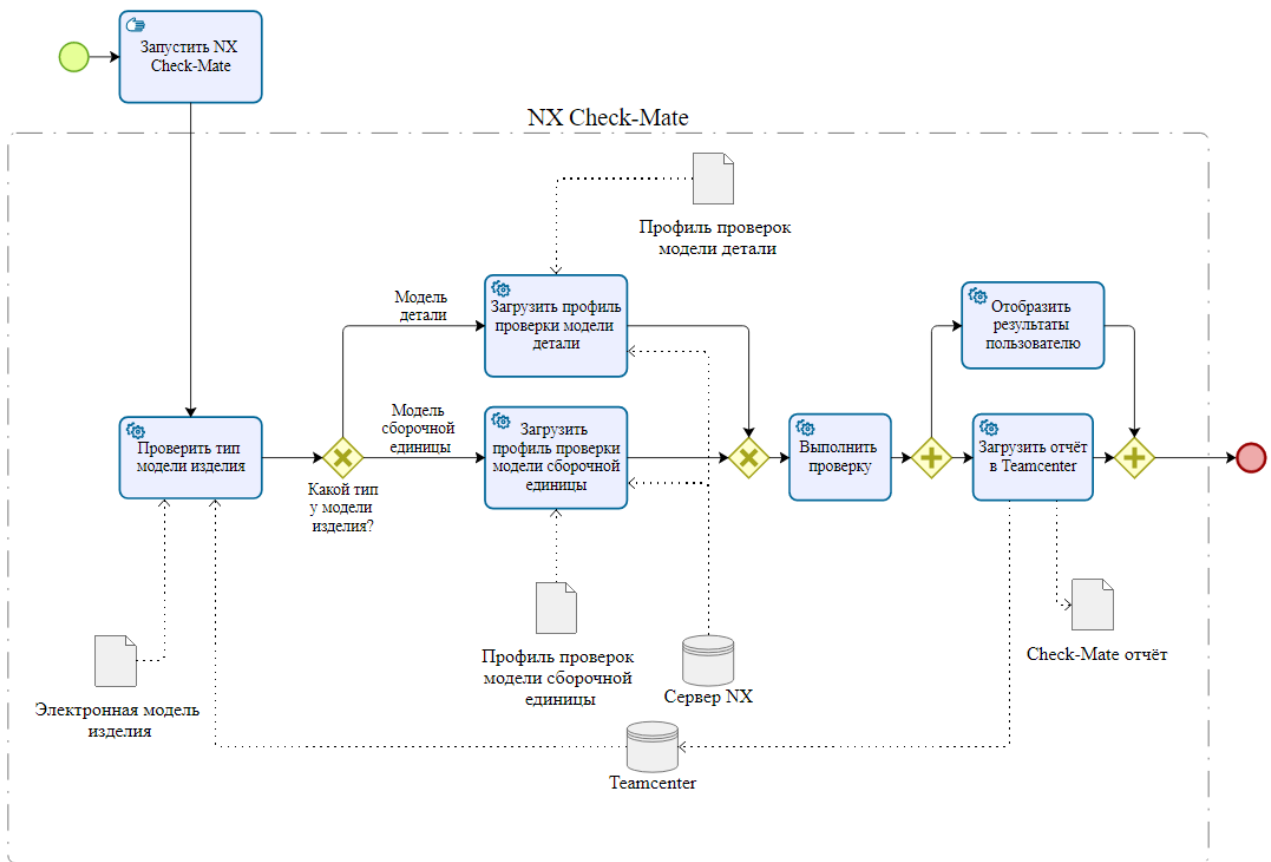 Запустить NX
Check-Mate
NX Check-Mate
Профиль проверок
модели детали
Модель
детали
Загрузить профиль
проверки модели
детали
Отобразить
результаты
пользователю
Проверить тип
модели изделия
Какой тип
у модели
изделия?
Модель
сборочной
единицы
Загрузить
профиль проверки
модели сборочной
единицы
Выполнить
проверку
Загрузить отчёт
в Teamcenter
Электронная модель
изделия
Профиль проверок
модели сборочной
единицы
Сервер NX
Check-Mate отчёт
Teamcenter